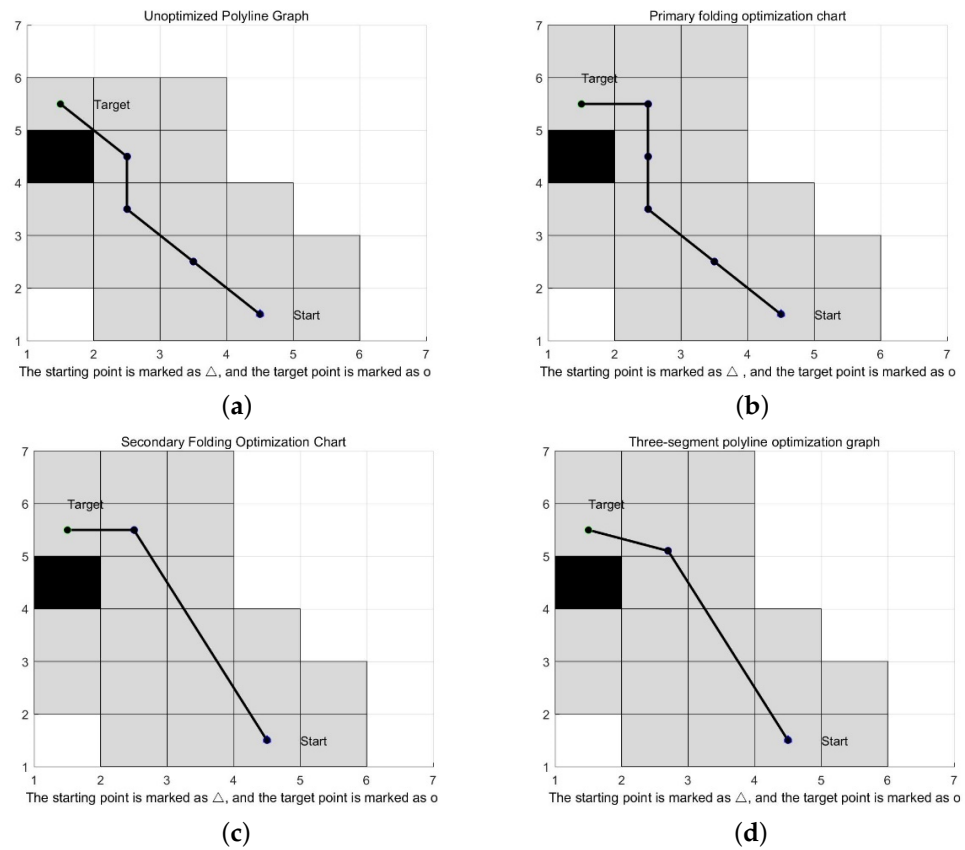 Unoptimized Polyline Graph
7
6
Target
5
4
3
2
Start
1
1 2 3 4 5 6 7
The starting point is marked as △, and the target point is marked as o
(a)
Primary folding optimization chart
7
6
Target
5
4
3
2
Start
1
1 2 3 4 5 6 7
The starting point is marked as △ , and the target point is marked as o
(b)
Secondary Folding Optimization Chart
7
6
Target
5
4
3
2
Start
1
1 2 3 4 5 6 7
The starting point is marked as △, and the target point is marked as o
(c)
Three-segment polyline optimization graph
7
6
Target
5
4
3
2
Start
1
1 2 3 4 5 6 7
The starting point is marked as △, and the target point is marked as o
(d)